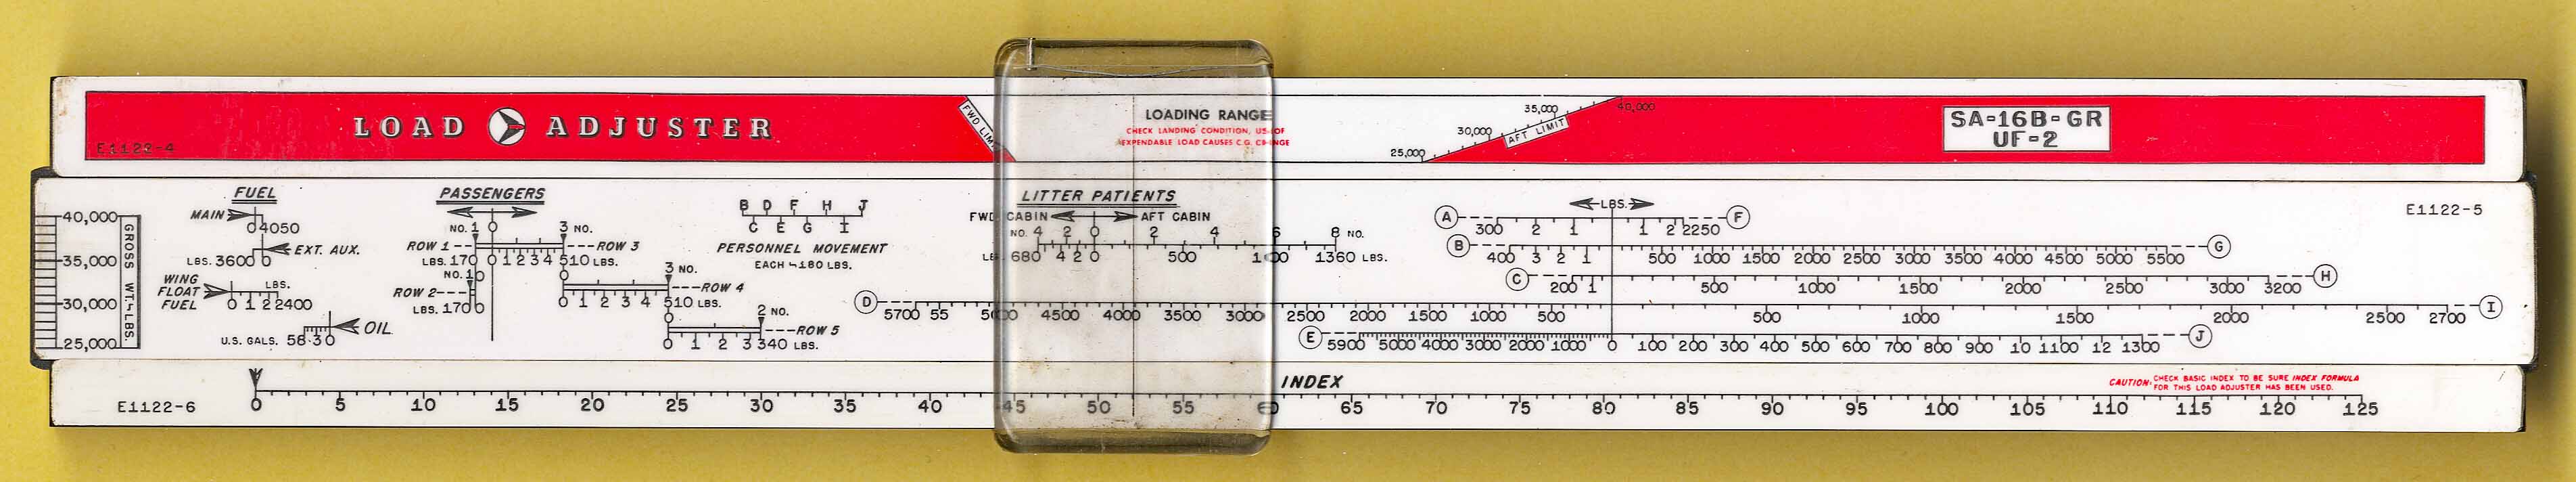 LOAD ADJUSTER
E1122-4
FWD LIMIT
LOADING RANGE
CHECK LANDING CONDITION, USE OF
EXPENDABLE LOAD CAUSES C.G. CHANGE
25,000 30,000 35,000 40,000
AFT LIMIT
SA-16B-GR
UF-2
40,000
35,000
30,000
25,000
GROSS WT.-LBS.
FUEL
MAIN
0 4050
EXT. AUX.
LBS. 3600 0
WING
FLOAT
FUEL
LBS.
0 1 2 2400
OIL
U.S. GALS. 58 30
PASSENGERS
NO. 1 0 3 NO.
ROW 1 ROW 3
LBS. 170 0 1 2 3 4 510 LBS.
NO. 1 0 0 3 NO.
ROW 2 ROW 4
LBS. 170 0 0 1 2 3 4 510 LBS.
0 2 NO.
ROW 5
0 1 2 3 340 LBS.
B D F H J
C E G I
PERSONNEL MOVEMENT
EACH 180 LBS.
LITTER PATIENTS
FWD CABIN AFT CABIN
NO. 4 2 0 2 4 6 8 NO.
LBS. 680 4 2 0 500 1000 1360 LBS.
LBS.
A F
300 2 1 1 2 2250
B G
400 3 2 1 500 1000 1500 2000 2500 3000 3500 4000 4500 5000 5500
C H
200 1 500 1000 1500 2000 2500 3000 3200
D I
5700 55 5000 4500 4000 3500 3000 2500 2000 1500 1000 500 500 1000 1500 2000 2500 2700
E J
5900 5000 4000 3000 2000 1000 0 100 200 300 400 500 600 700 800 900 10 1100 12 1300
E1122-5
INDEX
CAUTION: CHECK BASIC INDEX TO BE SURE INDEX FORMULA
FOR THIS LOAD ADJUSTER HAS BEEN USED.
E1122-6
0 5 10 15 20 25 30 35 40 45 50 55 60 65 70 75 80 85 90 95 100 105 110 115 120 125